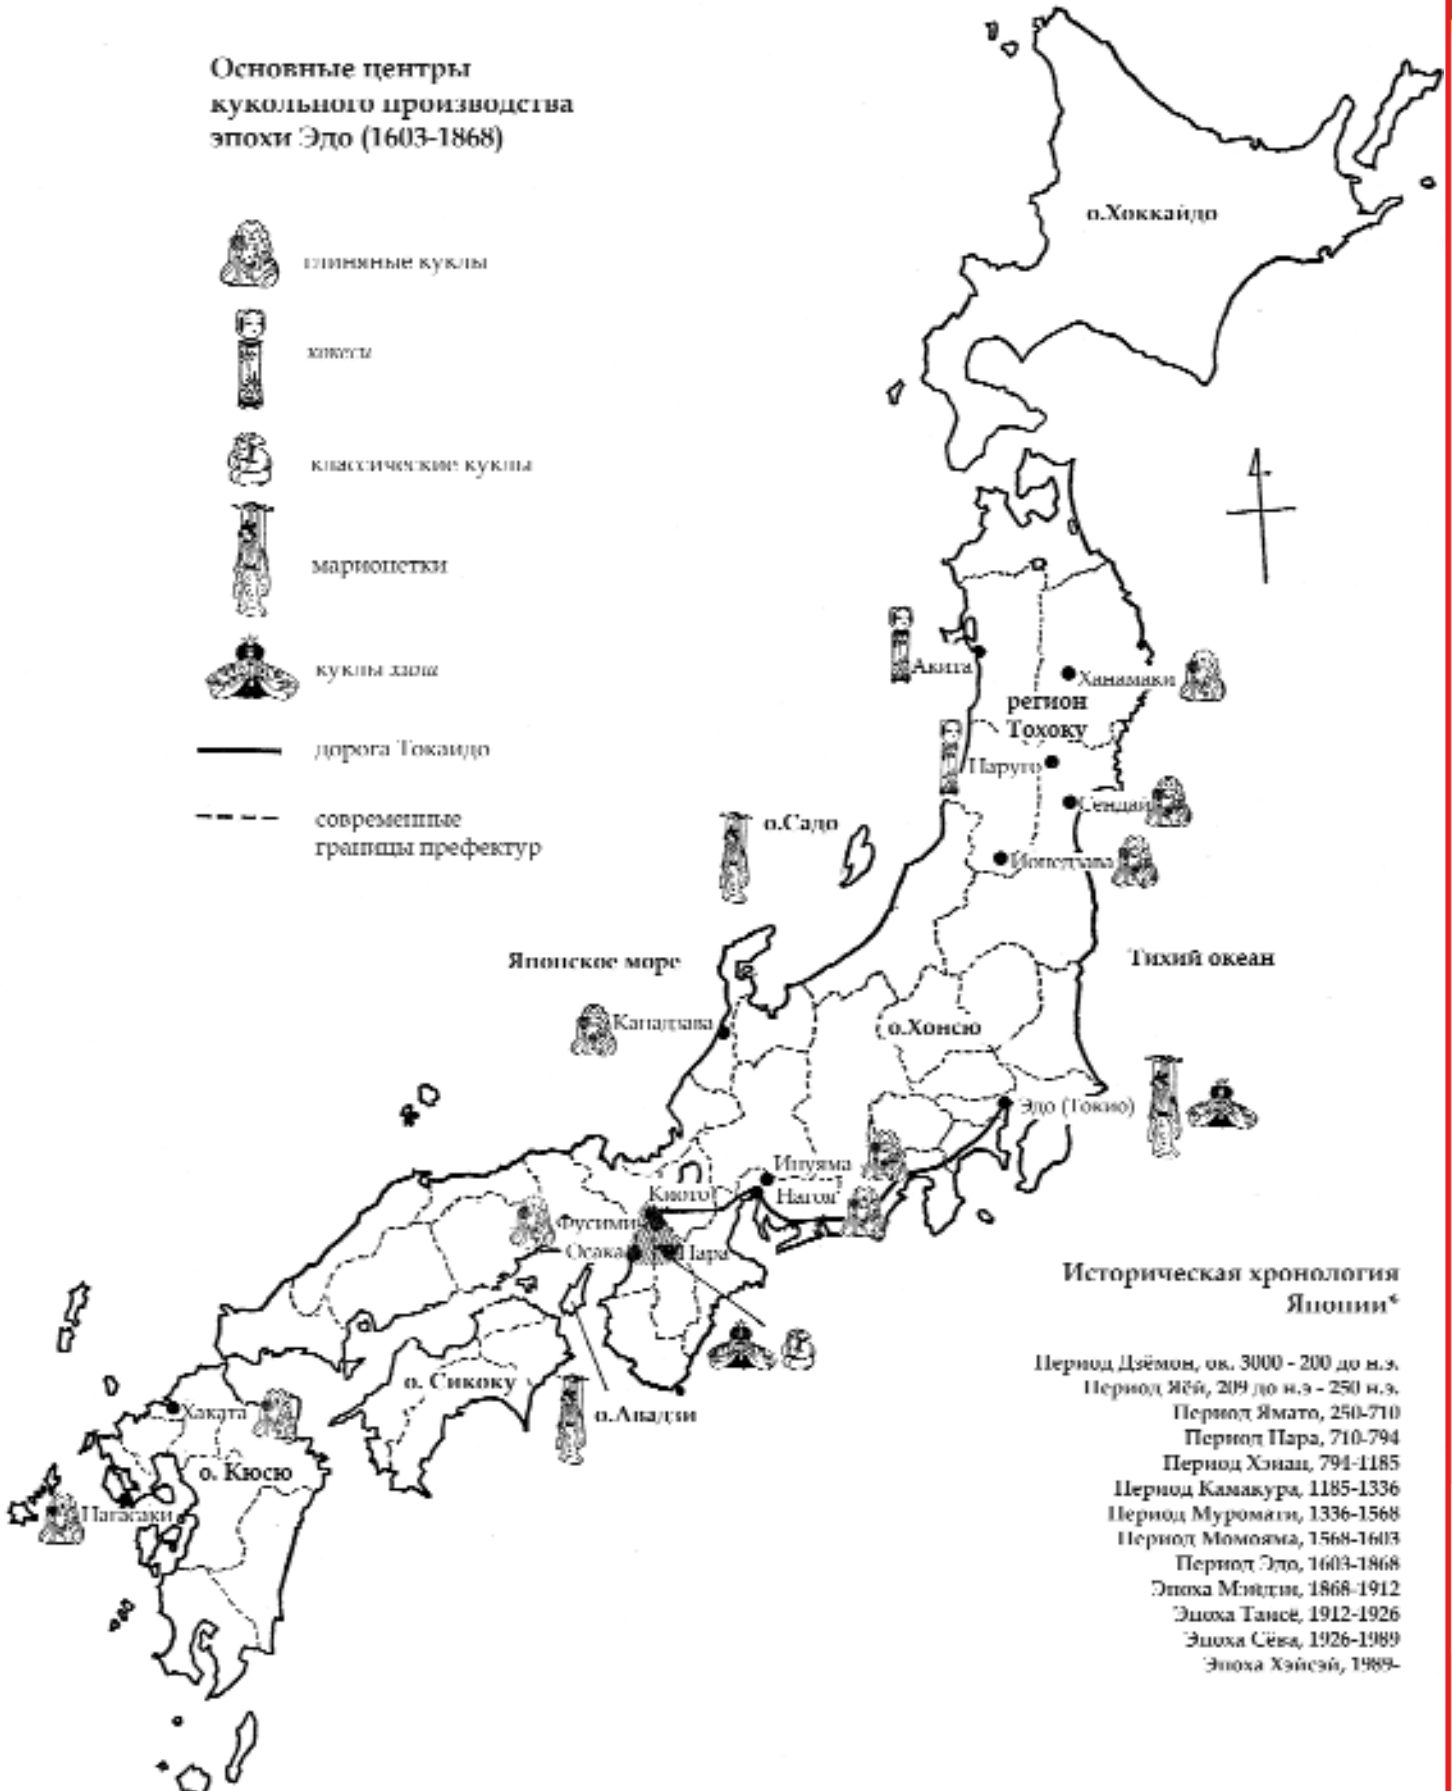 Основные центры
кукольного производства
эпохи Эдо (1603-1868)
глиняные куклы
кокеси
классические куклы
марионетки
куклы хина
дорога Токаидо
современные
границы префектур
о.Хоккайдо
Акита
Ханамаки
регион
Тохоку
Наруго
Сендай
о.Садо
Йонедзава
Японское море
Тихий океан
Канадзава
о.Хонсю
Эдо (Токио)
Инуяма
Киото
Нагоя
Фусими
Осака
Нара
о. Сикоку
о.Авадзи
Хаката
о. Кюсю
Нагасаки
Историческая хронология
Японии*
Период Дзёмон, ок. 3000 - 200 до н.э.
Период Яёй, 209 до н.э - 250 н.э.
Период Ямато, 250-710
Период Нара, 710-794
Период Хэиан, 794-1185
Период Камакура, 1185-1336
Период Муромати, 1336-1568
Период Момояма, 1568-1603
Период Эдо, 1603-1868
Эпоха Мэйдзи, 1868-1912
Эпоха Тайсё, 1912-1926
Эпоха Сёва, 1926-1989
Эпоха Хэйсэй, 1989-